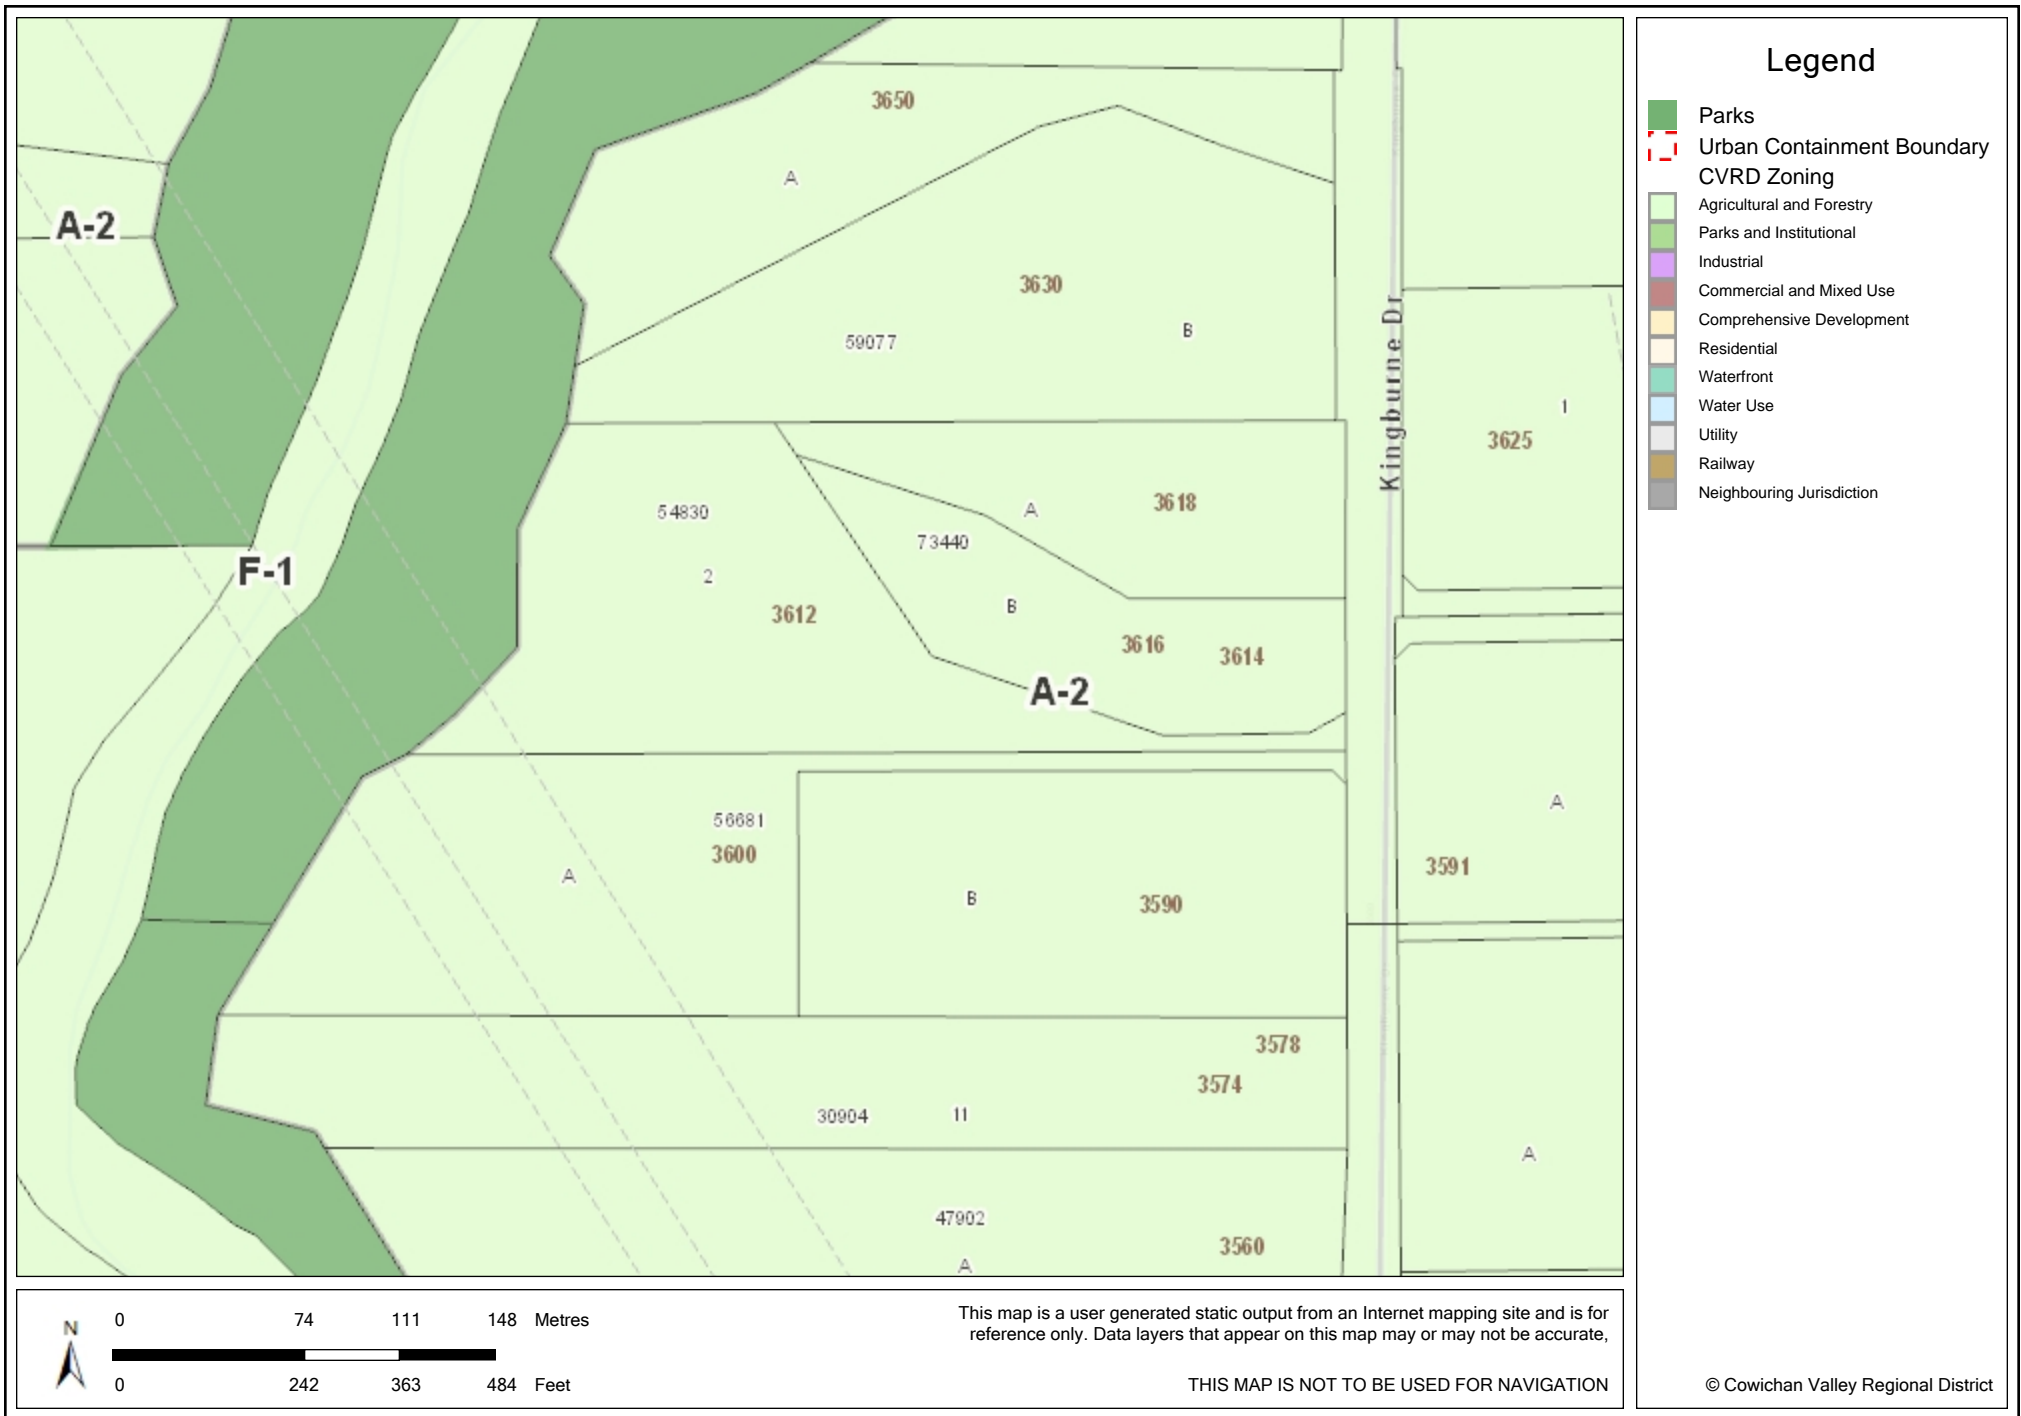 3650
A
A-2
3630
59077
B
Kingburne Dr
1
3625
54830
A
3618
73440
F-1
2
B
3612
3616
3614
A-2
A
56681
3600
3591
A
B
3590
3578
3574
30904
11
A
47902
3560
A
Legend
Parks
Urban Containment Boundary
CVRD Zoning
Agricultural and Forestry
Parks and Institutional
Industrial
Commercial and Mixed Use
Comprehensive Development
Residential
Waterfront
Water Use
Utility
Railway
Neighbouring Jurisdiction
N
0 74 111 148 Metres
0 242 363 484 Feet
This map is a user generated static output from an Internet mapping site and is for
reference only. Data layers that appear on this map may or may not be accurate,
THIS MAP IS NOT TO BE USED FOR NAVIGATION
© Cowichan Valley Regional District